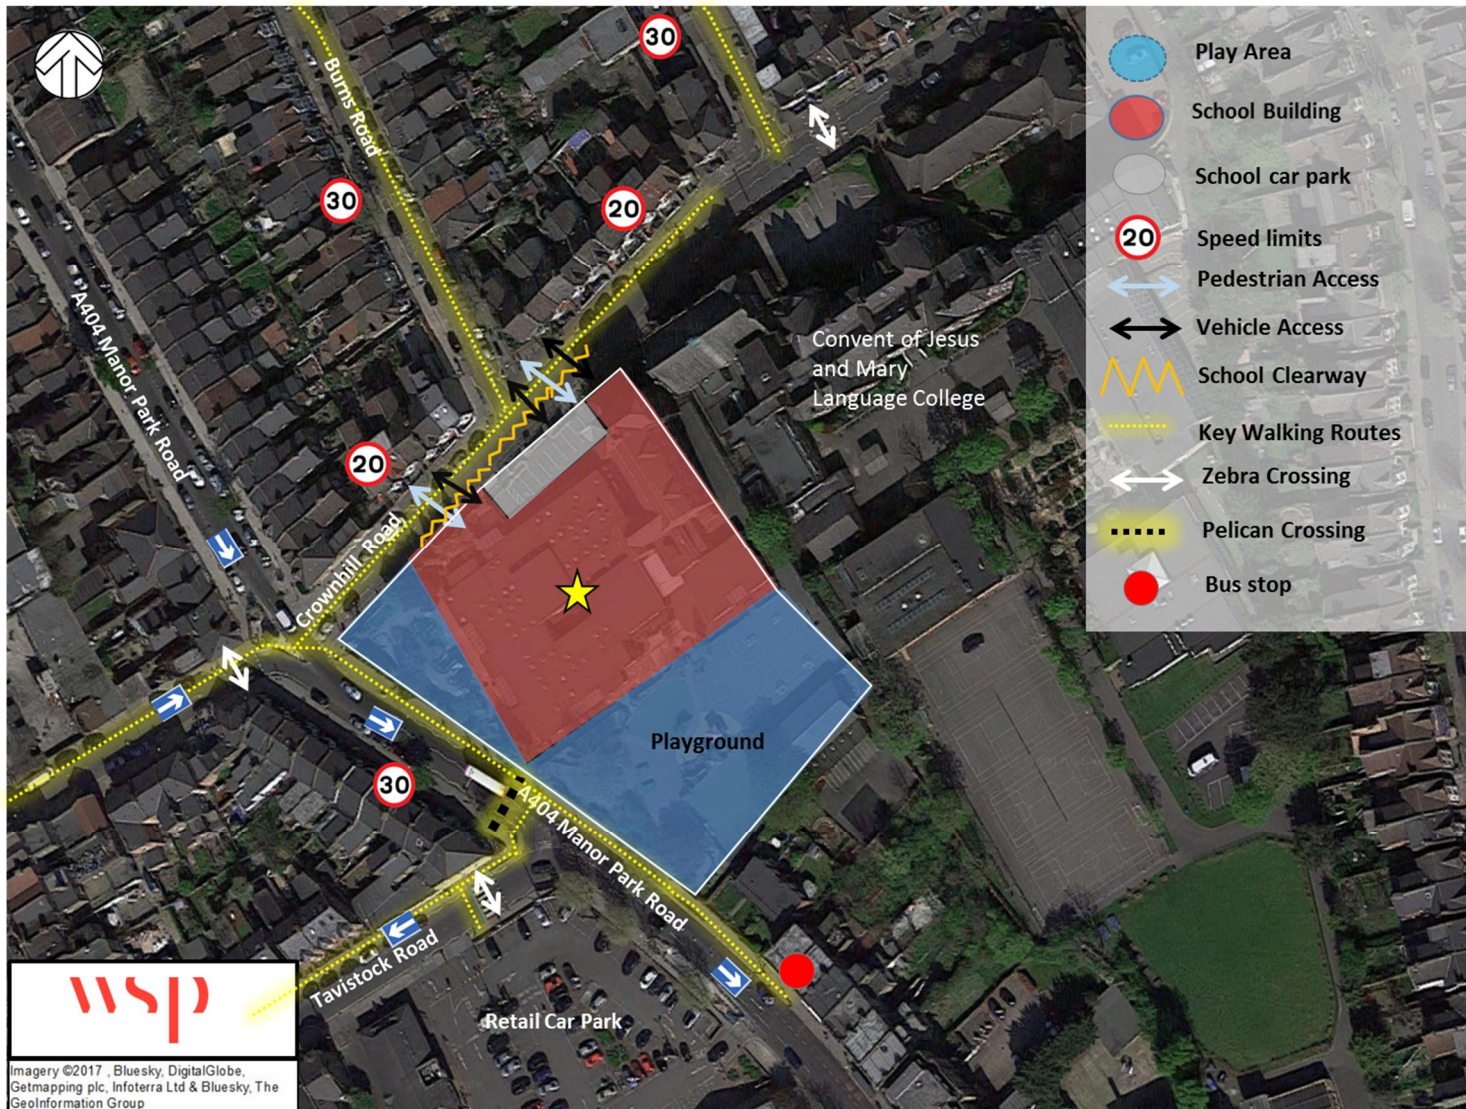 30
Play Area
School Building
School car park
20
Speed limits
Pedestrian Access
Vehicle Access
School Clearway
Key Walking Routes
Zebra Crossing
Pelican Crossing
Bus stop
Burns Road
30
20
A404 Manor Park Road
Convent of Jesus
and Mary
Language College
20
Crownhill Road
Playground
30
A404 Manor Park Road
Tavistock Road
Retail Car Park
wsp
Imagery ©2017 , Bluesky, DigitalGlobe,
Getmapping plc, Infoterra Ltd & Bluesky, The
GeoInformation Group